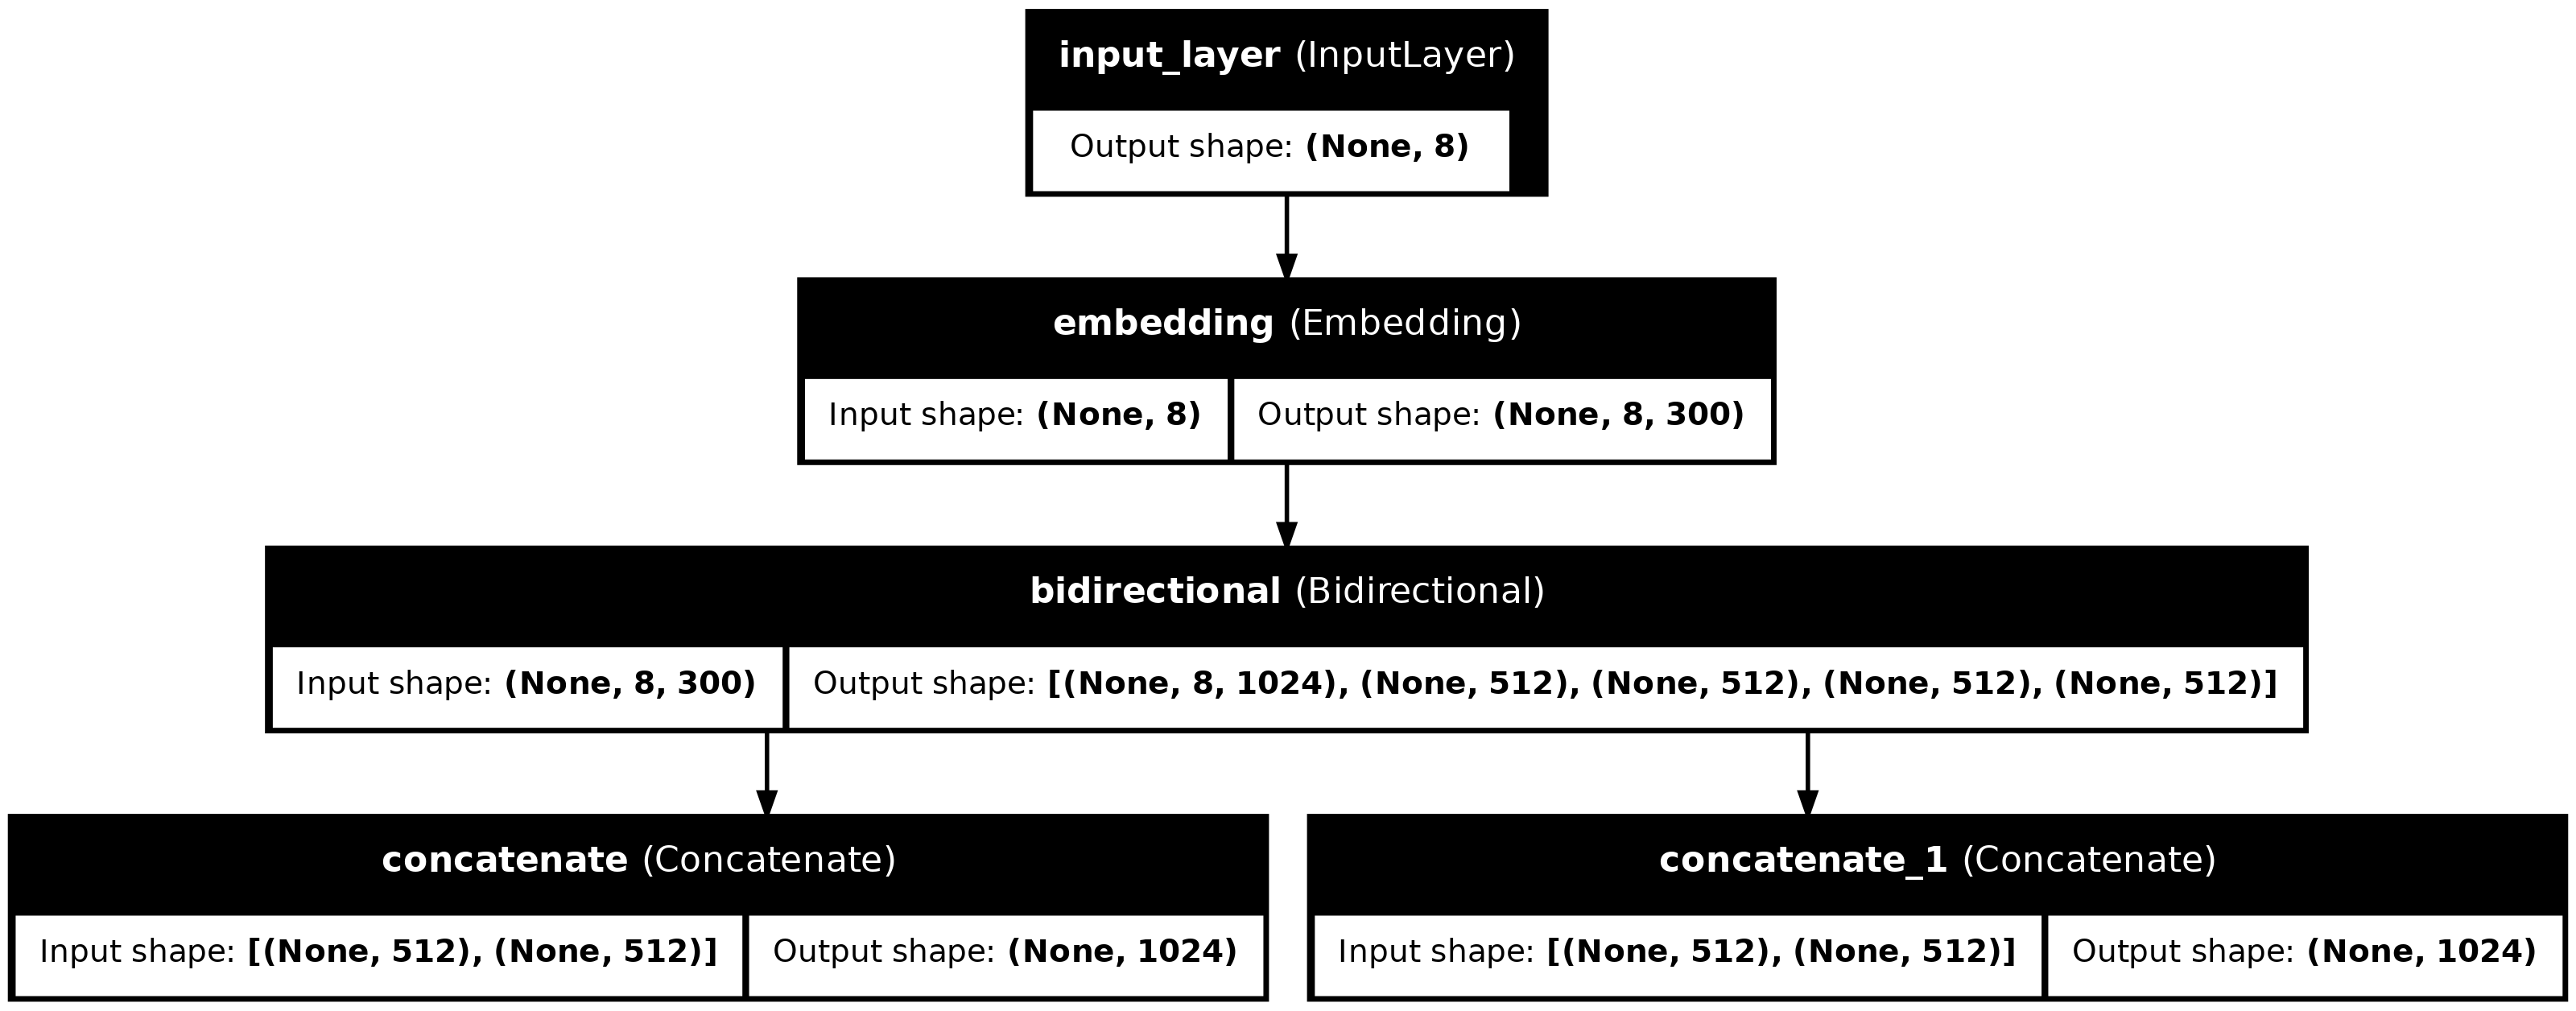 input_layer (InputLayer)
Output shape: (None, 8)
embedding (Embedding)
Input shape: (None, 8) Output shape: (None, 8, 300)
bidirectional (Bidirectional)
Input shape: (None, 8, 300) Output shape: [(None, 8, 1024), (None, 512), (None, 512), (None, 512), (None, 512)]
concatenate (Concatenate)
Input shape: [(None, 512), (None, 512)] Output shape: (None, 1024)
concatenate_1 (Concatenate)
Input shape: [(None, 512), (None, 512)] Output shape: (None, 1024)